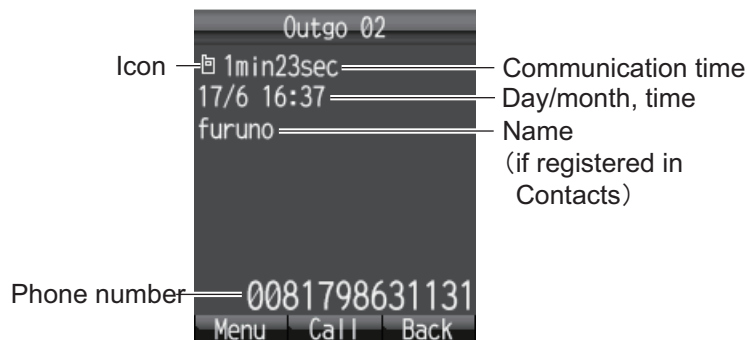 Outgo 02
Icon
1min23sec
Communication time
17/6 16:37
Day/month, time
furuno
Name
（if registered in
Contacts）
Phone number
0081798631131
Menu Call Back